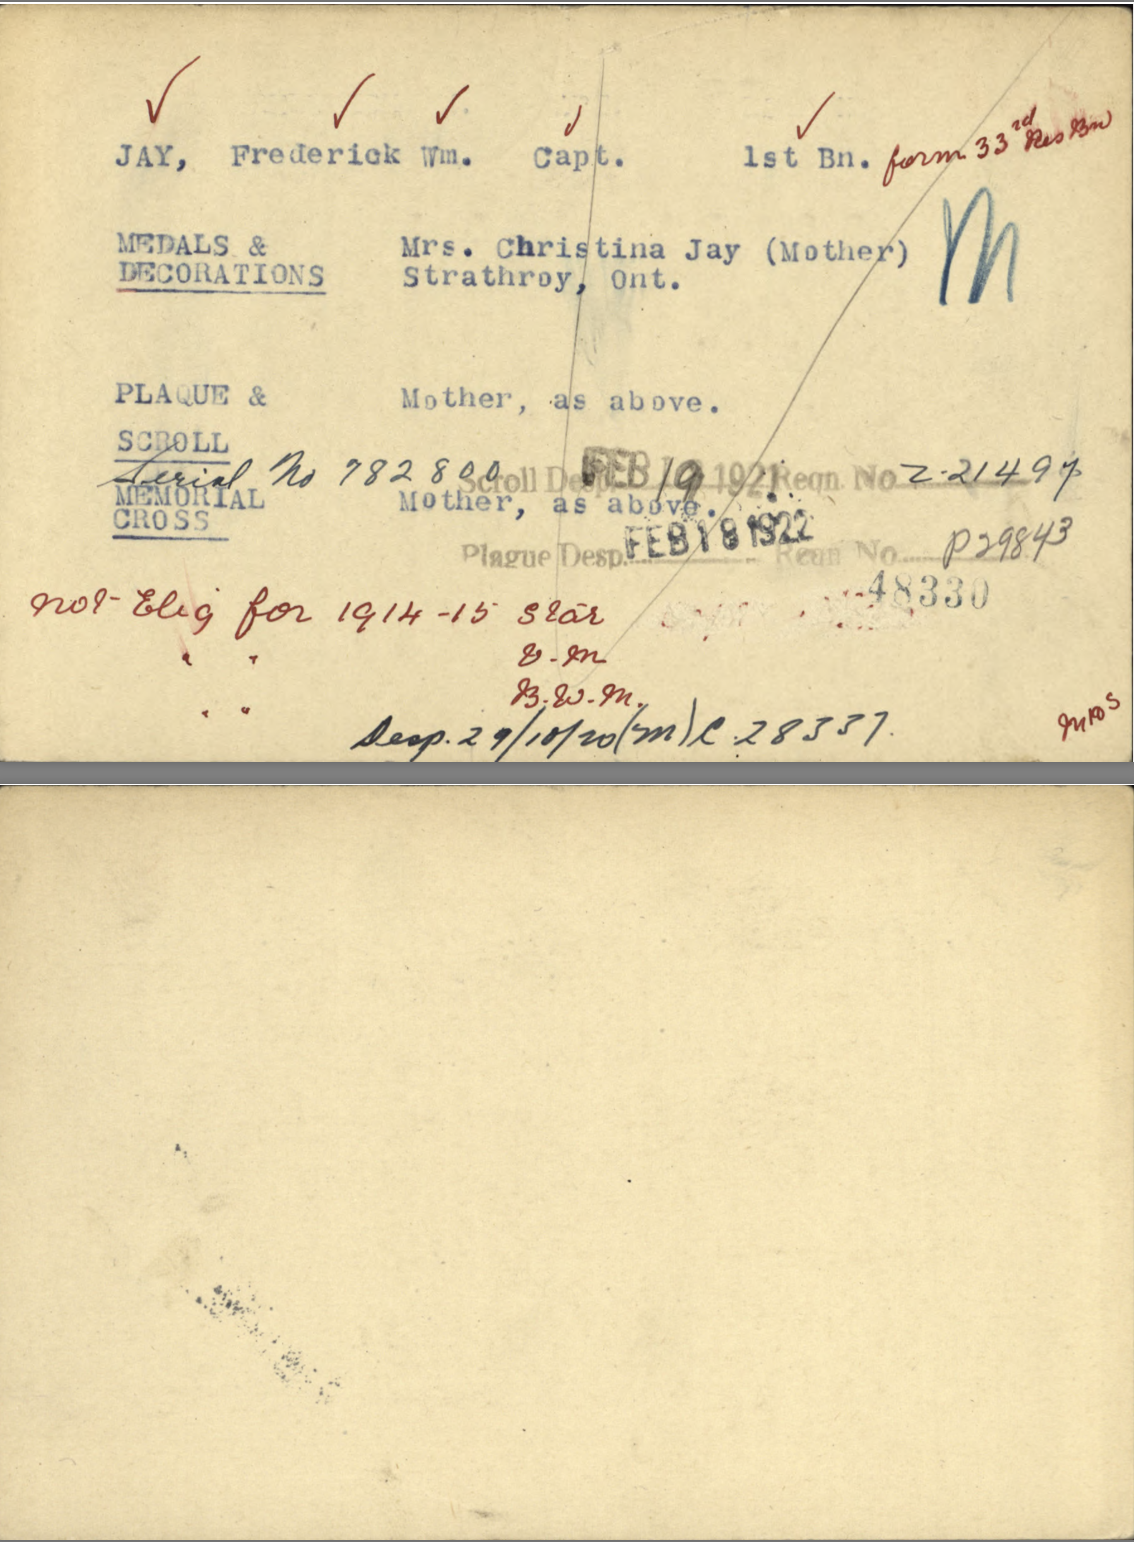 JAY, Frederick Wm. Capt. 1st Bn. form. 33rd Res Bn
M
MEDALS & Mrs. Christina Jay (Mother)
DECORATIONS Strathroy, Ont.
PLAQUE & Mother, as above.
SCROLL
Serial No 782800 Scroll Desp. FEB 19 1921 Regn. No Z-21497
MEMORIAL Mother, as above.
CROSS
Plaque Desp. FEB 18 1922 Regn No. P29843
48330
not Elig for 1914-15 Star
" " V.M
" " B.W.M.
Desp. 29/10/20(M)C.28337.